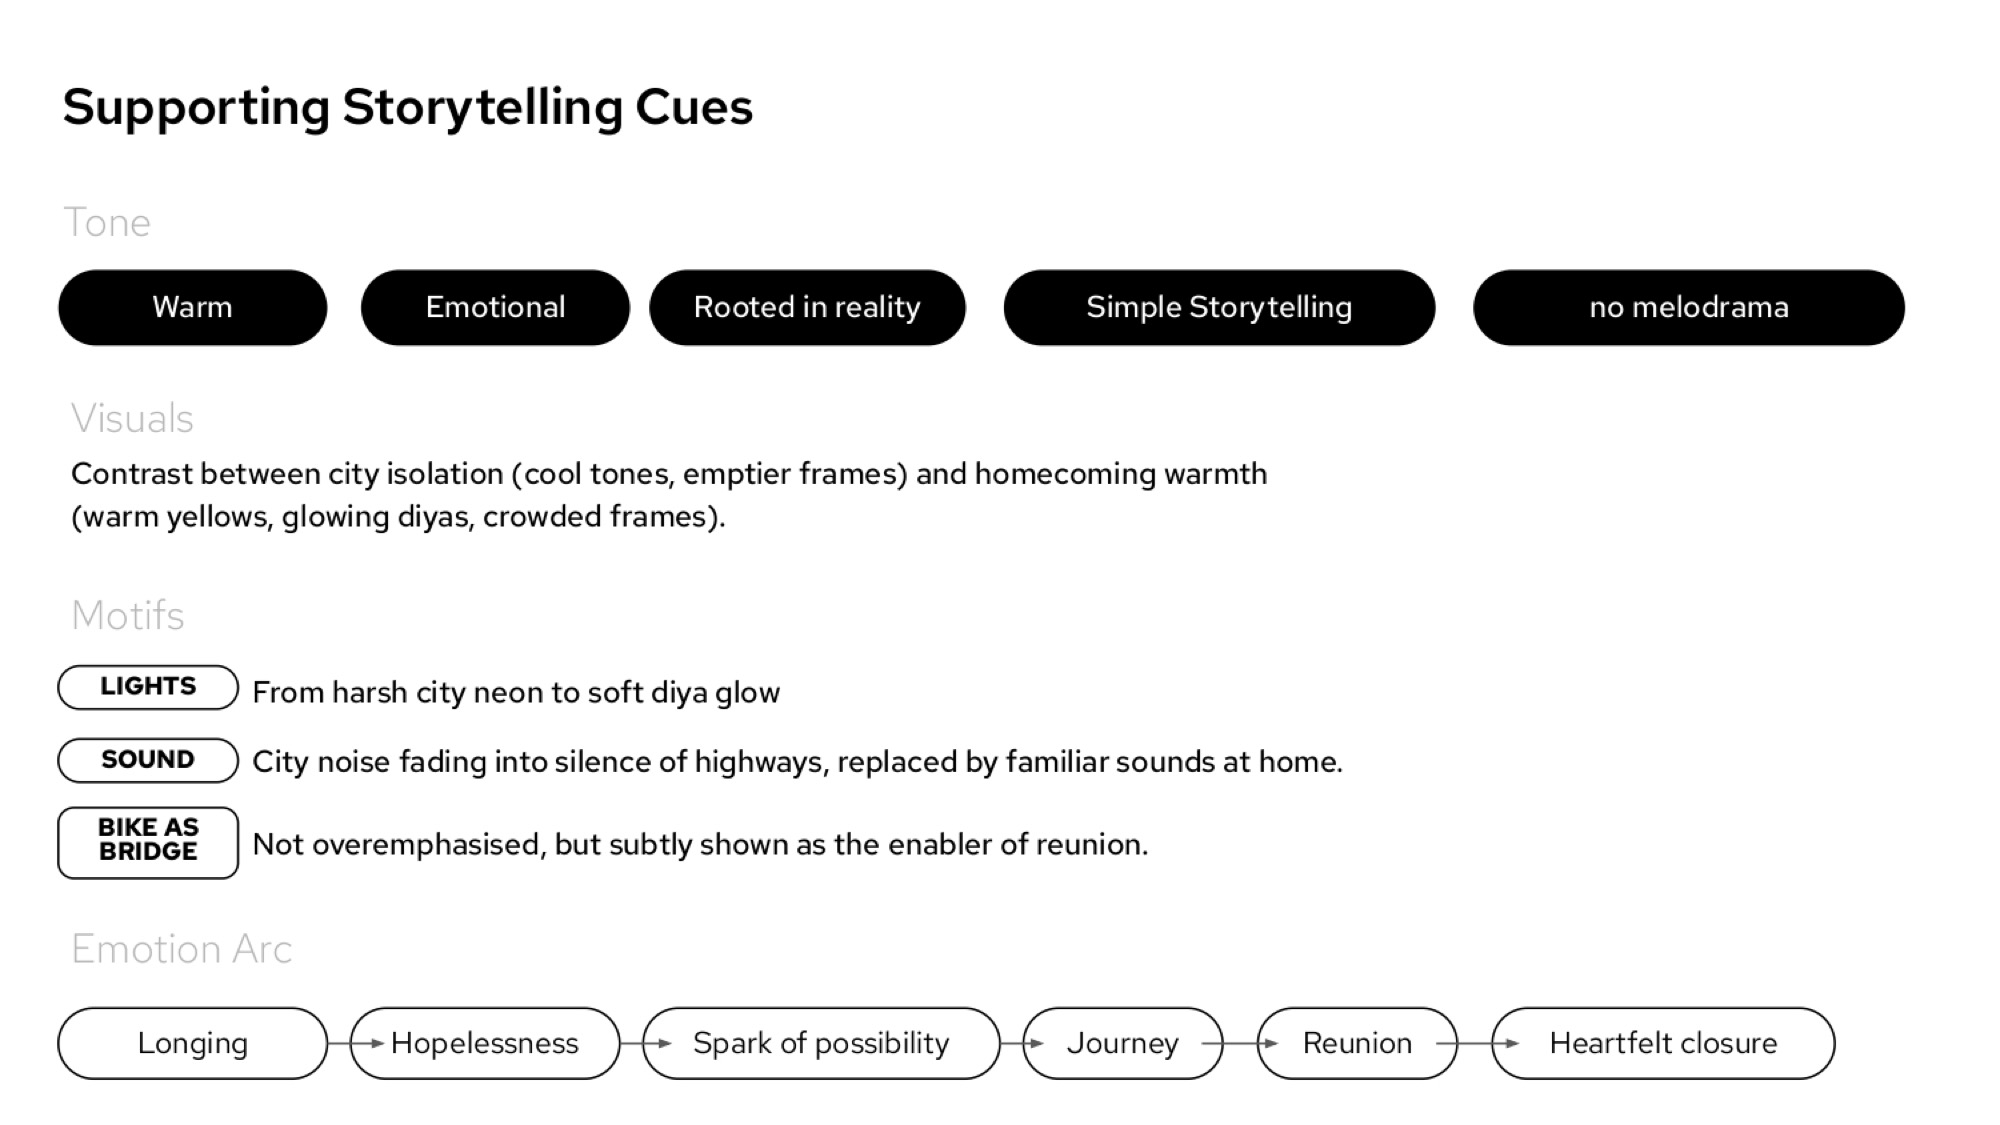 Supporting Storytelling Cues
Tone
Warm
Emotional
Rooted in reality
Simple Storytelling
no melodrama
Visuals
Contrast between city isolation (cool tones, emptier frames) and homecoming warmth
(warm yellows, glowing diyas, crowded frames).
Motifs
LIGHTS
From harsh city neon to soft diya glow
SOUND
City noise fading into silence of highways, replaced by familiar sounds at home.
BIKE AS
BRIDGE
Not overemphasised, but subtly shown as the enabler of reunion.
Emotion Arc
Longing
Hopelessness
Spark of possibility
Journey
Reunion
Heartfelt closure